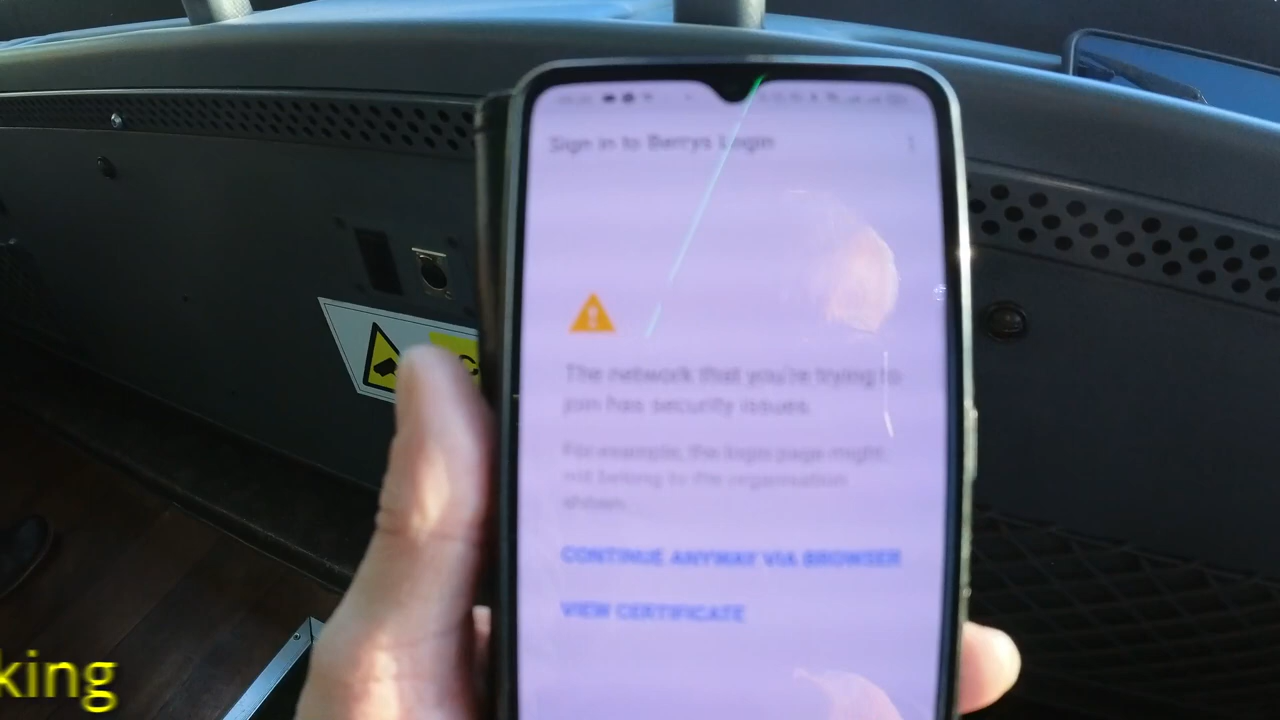 Sign in to Berrys Login
The network that you're trying to
join has security issues.
For example, the login page might
not belong to the organisation
shown.
CONTINUE ANYWAY VIA BROWSER
VIEW CERTIFICATE
king